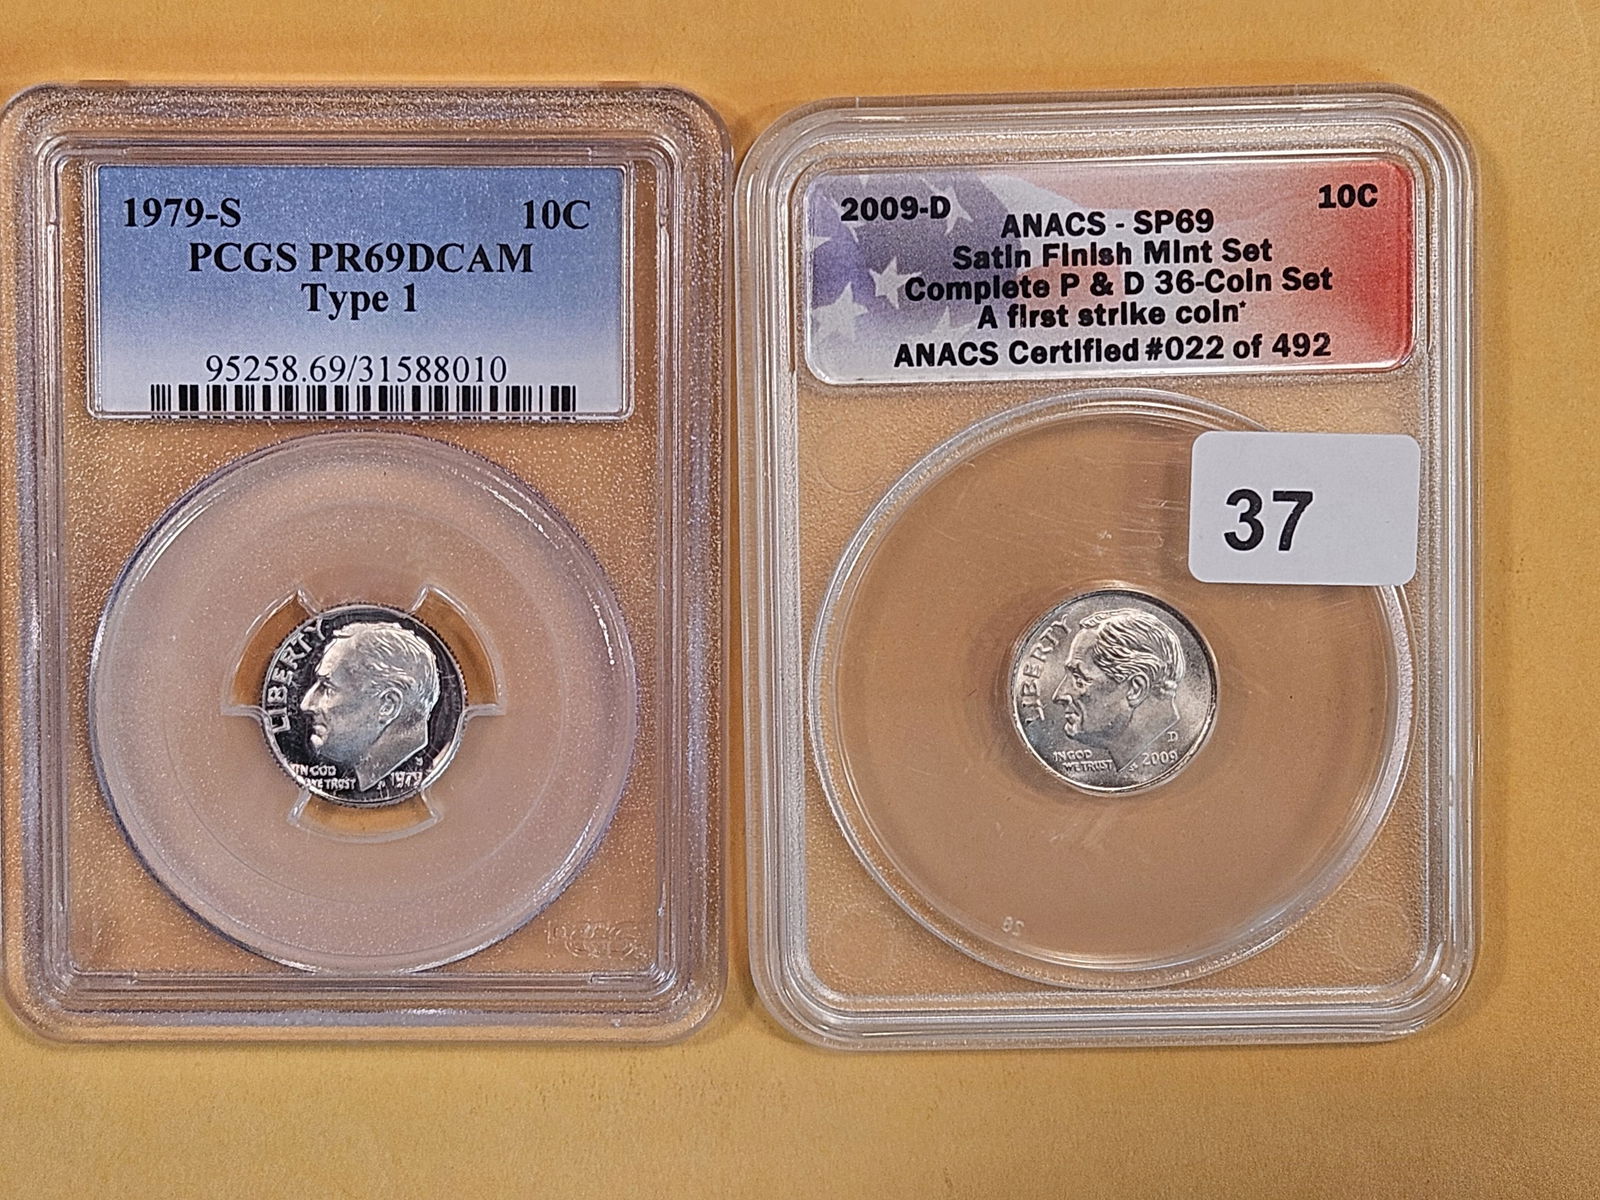 1979-S 10C
PCGS PR69DCAM
Type 1
95258.69/31588010
LIBERTY
IN GOD
WE TRUST
S
1979
2009-D 10C
ANACS - SP69
Satin Finish Mint Set
Complete P & D 36-Coin Set
A first strike coin*
ANACS Certified #022 of 492
37
LIBERTY
IN GOD
WE TRUST
D
2009
PCGS